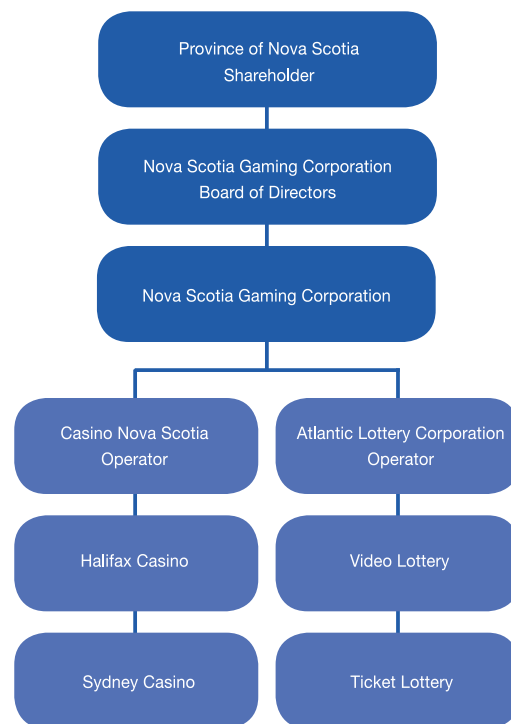 Province of Nova Scotia
Shareholder
Nova Scotia Gaming Corporation
Board of Directors
Nova Scotia Gaming Corporation
Casino Nova Scotia
Operator
Atlantic Lottery Corporation
Operator
Halifax Casino
Video Lottery
Sydney Casino
Ticket Lottery